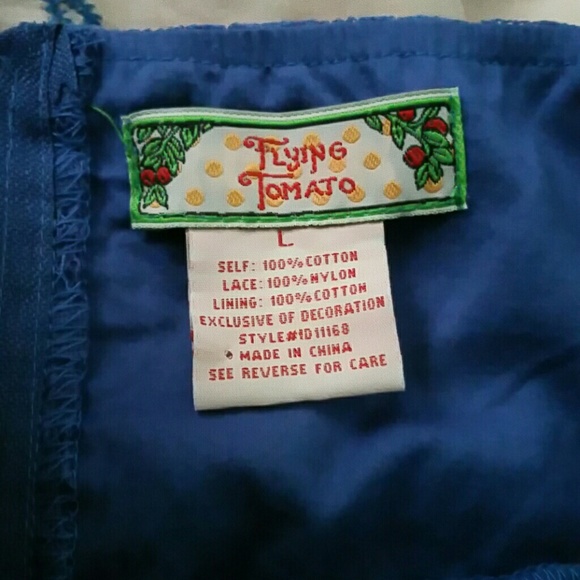 FLYING
TOMATO
L
SELF: 100% COTTON
LACE: 100% NYLON
LINING: 100% COTTON
EXCLUSIVE OF DECORATION
STYLE#ID11168
MADE IN CHINA
SEE REVERSE FOR CARE